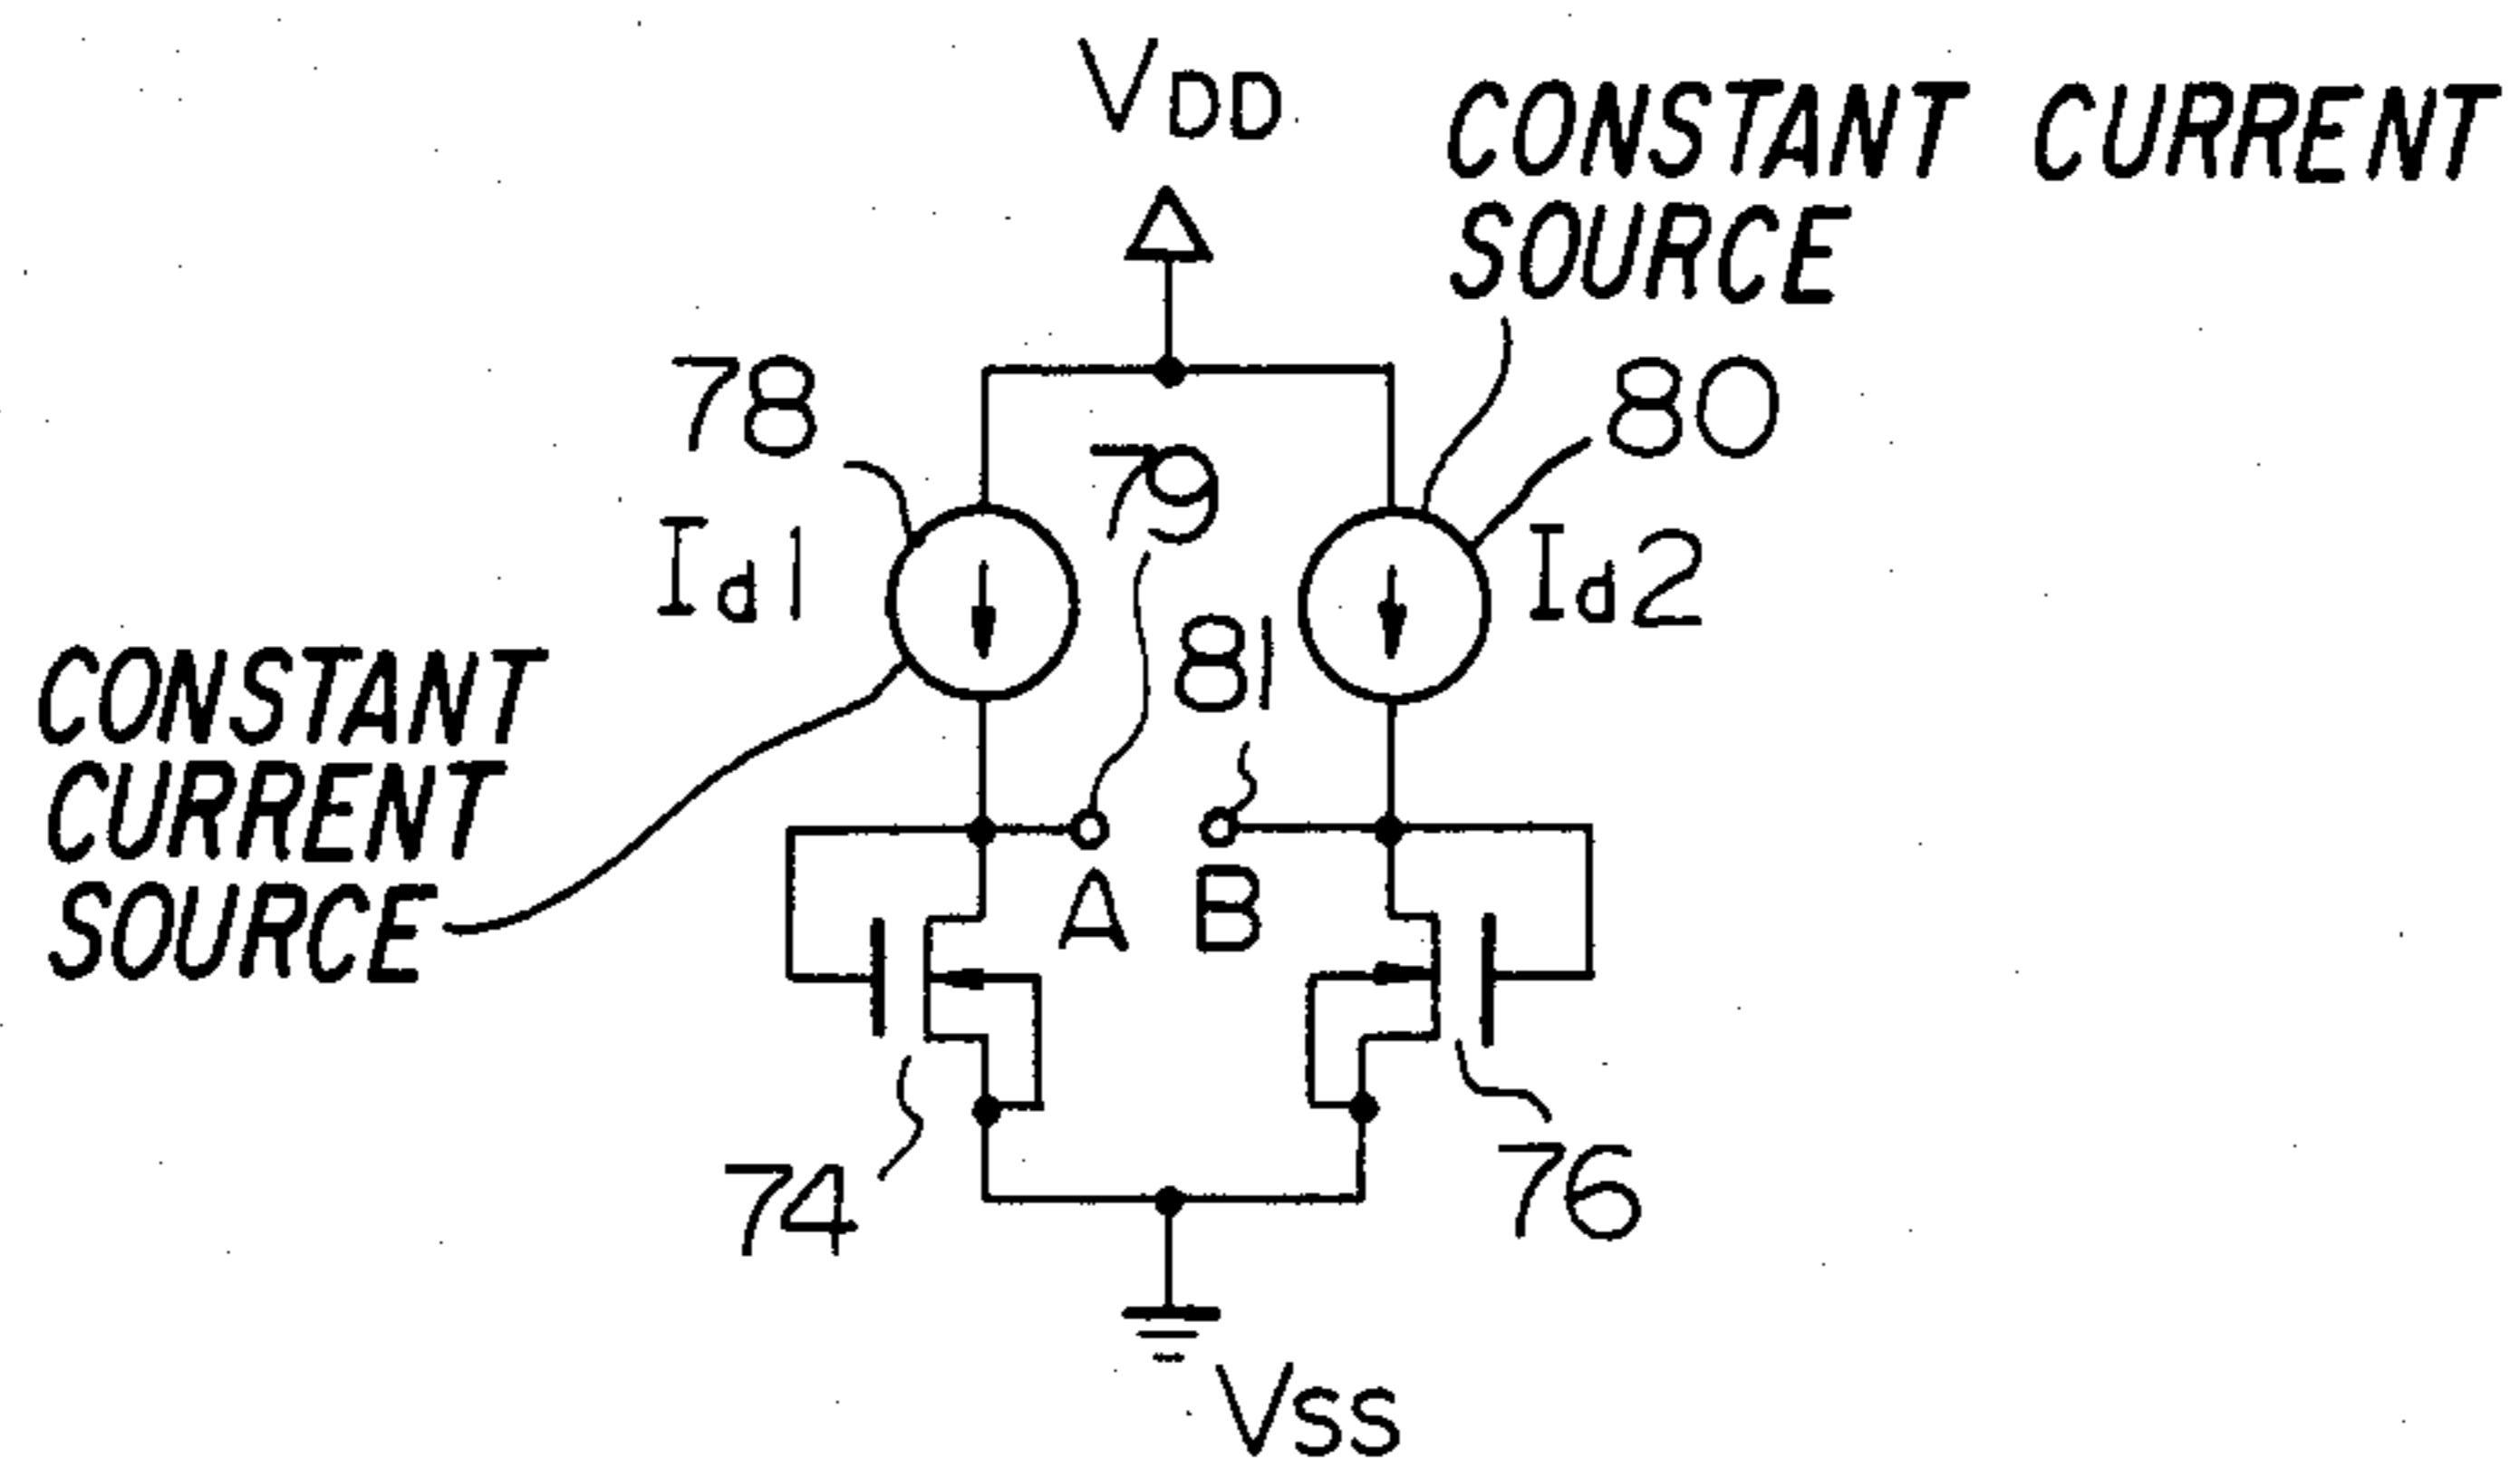 VDD
CONSTANT CURRENT
SOURCE
78
80
79
Id1
Id2
81
CONSTANT
CURRENT
SOURCE
A
B
74
76
VSS